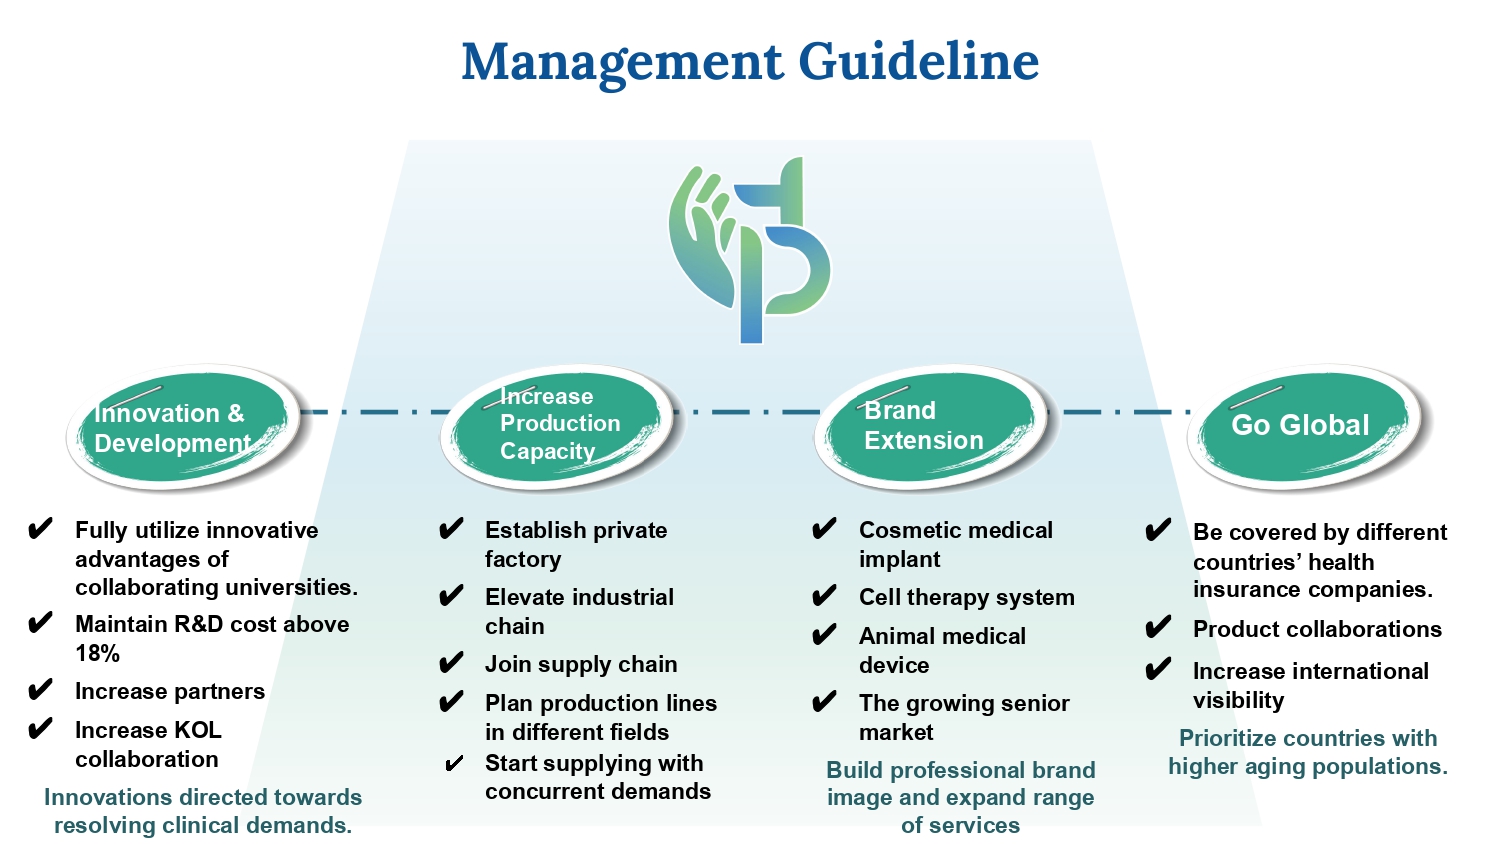 Management Guideline
Innovation &
Development
Fully utilize innovative
advantages of
collaborating universities.
✔ Maintain R&D cost above
18%
✔ Increase partners
✔ Increase KOL
collaboration
Innovations directed towards
resolving clinical demands.
Increase
Production
Capacity
✔ Establish private
factory
✔ Elevate industrial
chain
✔ Join supply chain
✔ Plan production lines
in different fields
✔ Start supplying with
concurrent demands
Brand
Extension
✔ Cosmetic medical
implant
✔ Cell therapy system
✔ Animal medical
device
✔ The growing senior
market
Build professional brand
image and expand range
of services
Go Global
✔ Be covered by different
countries’ health
insurance companies.
✔ Product collaborations
✔ Increase international
visibility
Prioritize countries with
higher aging populations.